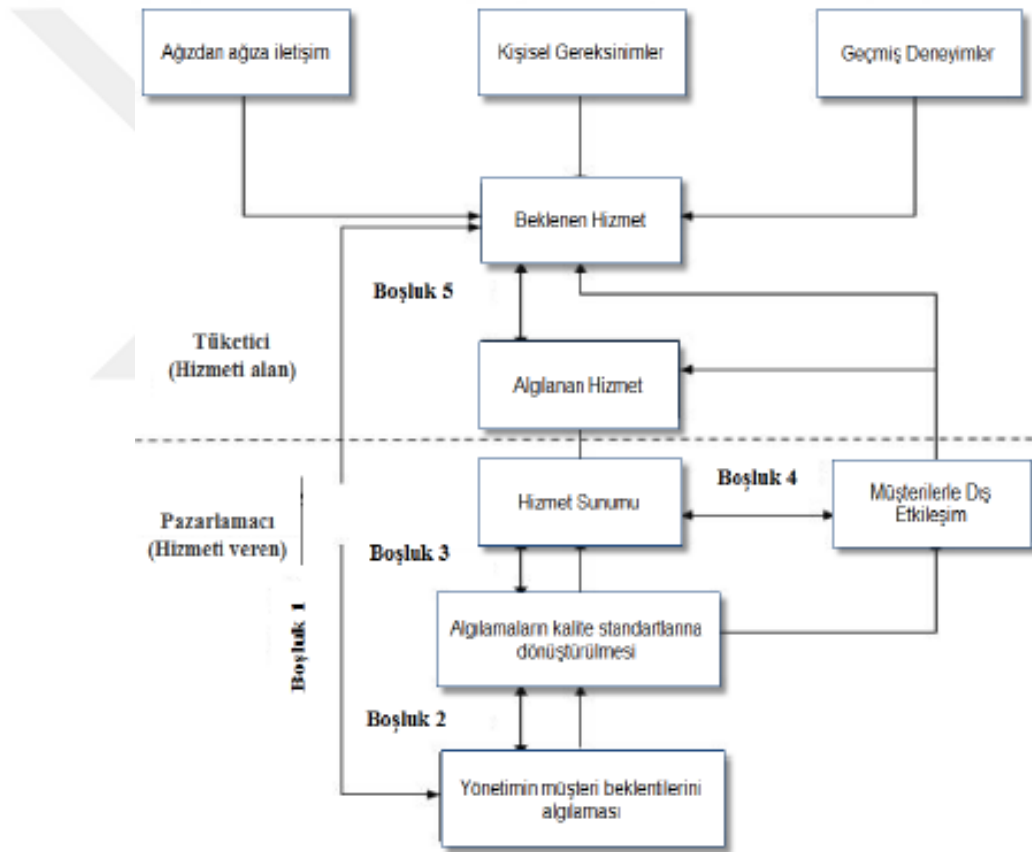 Ağızdan ağıza iletişim
Kişisel Gereksinimler
Geçmiş Deneyimler
Beklenen Hizmet
Boşluk 5
Tüketici
(Hizmeti alan)
Algılanan Hizmet
Hizmet Sunumu
Boşluk 4
Müşterilerle Dış
Etkileşim
Pazarlamacı
(Hizmeti veren)
Boşluk 3
Boşluk 1
Algılamaların kalite standartlarına
dönüştürülmesi
Boşluk 2
Yönetimin müşteri beklentilerini
algılaması